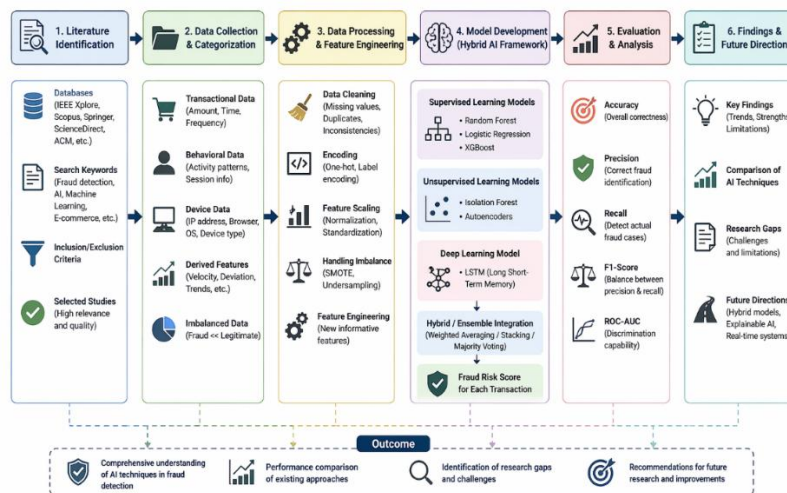 1. Literature
Identification
2. Data Collection
& Categorization
3. Data Processing
& Feature Engineering
4. Model Development
(Hybrid AI Framework)
5. Evaluation
& Analysis
6. Findings &
Future Direction
Databases
(IEEE Xplore,
Scopus, Springer,
ScienceDirect,
ACM, etc.)
Search Keywords
(Fraud detection,
AI, Machine
Learning,
E-commerce, etc.)
Inclusion/Exclusion
Criteria
Selected Studies
(High relevance
and quality)
Transactional Data
(Amount, Time,
Frequency)
Behavioral Data
(Activity patterns,
Session info)
Device Data
(IP address, Browser,
OS, Device type)
Derived Features
(Velocity, Deviation,
Trends, etc.)
Imbalanced Data
(Fraud << Legitimate)
Data Cleaning
(Missing values,
Duplicates,
Inconsistencies)
Encoding
(One-hot, Label
encoding)
Feature Scaling
(Normalization,
Standardization)
Handling Imbalance
(SMOTE,
Undersampling)
Feature Engineering
(New informative
features)
Supervised Learning Models
• Random Forest
• Logistic Regression
• XGBoost
Unsupervised Learning Models
• Isolation Forest
• Autoencoders
Deep Learning Model
• LSTM (Long Short-
Term Memory)
Hybrid / Ensemble Integration
(Weighted Averaging / Stacking /
Majority Voting)
Fraud Risk Score
for Each Transaction
Accuracy
(Overall correctness)
Precision
(Correct fraud
identification)
Recall
(Detect actual
fraud cases)
F1-Score
(Balance between
precision & recall)
ROC-AUC
(Discrimination
capability)
Key Findings
(Trends, Strengths,
Limitations)
Comparison of
AI Techniques
Research Gaps
(Challenges
and limitations)
Future Directions
(Hybrid models,
Explainable AI,
Real-time systems)
Outcome
Comprehensive understanding
of AI techniques in fraud
detection
Performance comparison
of existing approaches
Identification of research gaps
and challenges
Recommendations for future
research and improvements